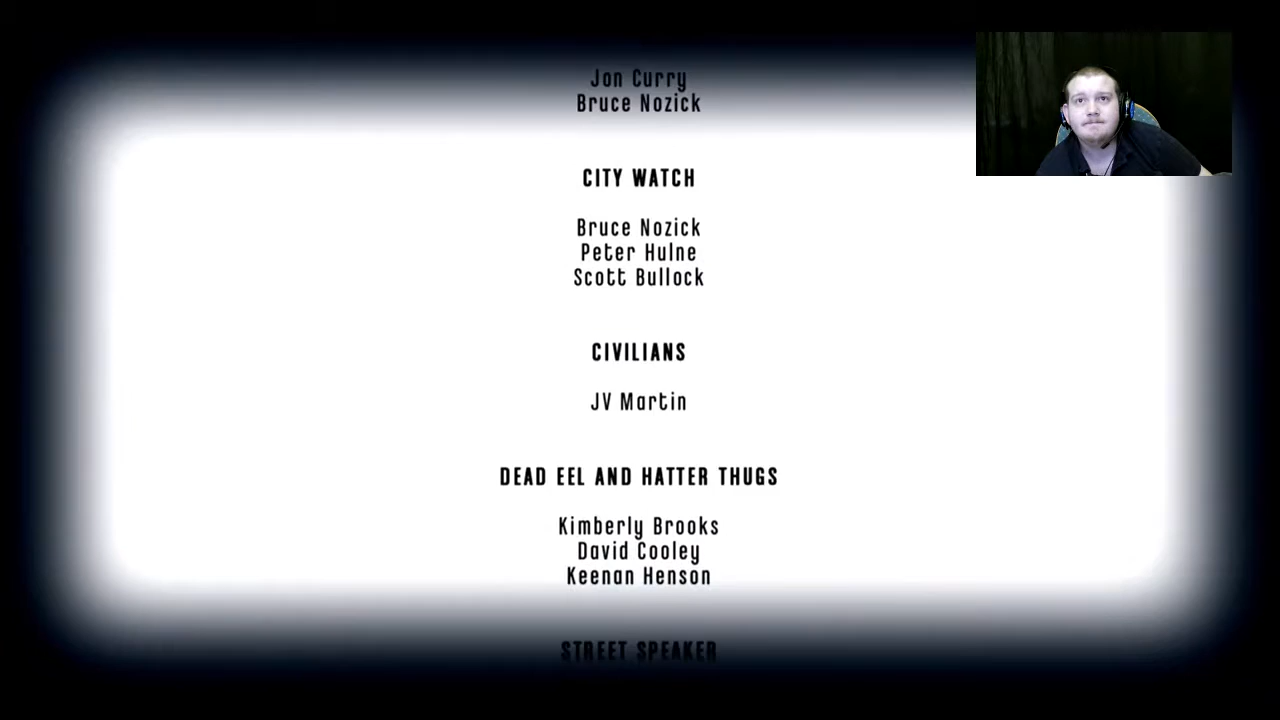 Jon Curry
Bruce Nozick
CITY WATCH
Bruce Nozick
Peter Hulne
Scott Bullock
CIVILIANS
JV Martin
DEAD EEL AND HATTER THUGS
Kimberly Brooks
David Cooley
Keenan Henson
STREET SPEAKER